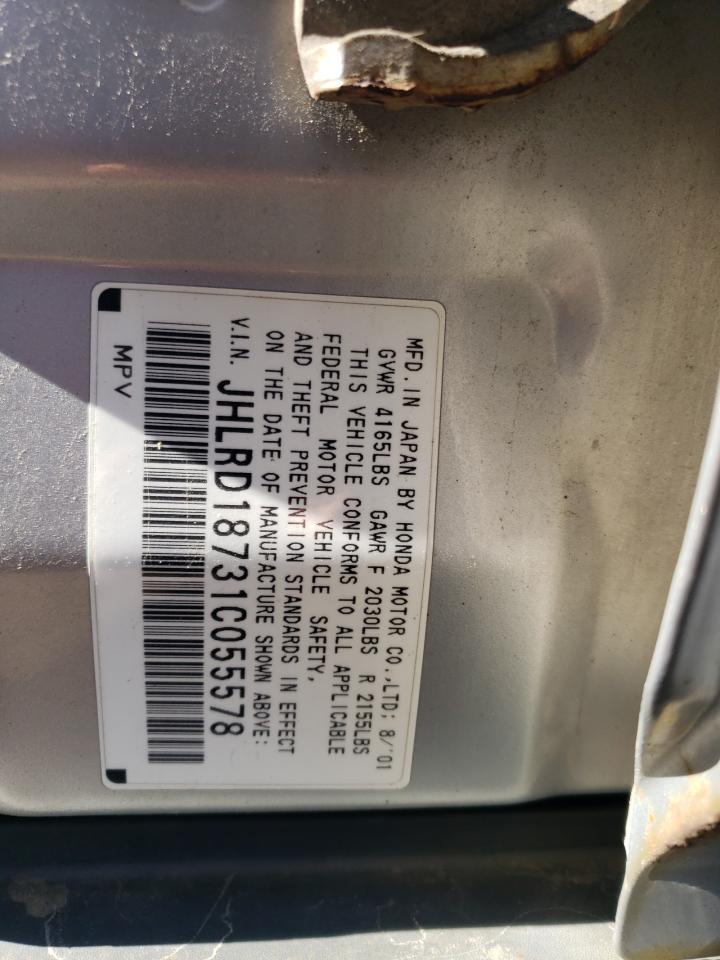 MFD. IN JAPAN BY HONDA MOTOR CO.,LTD; 8/'01
GVWR 4165LBS GAWR F 2030LBS R 2155LBS
THIS VEHICLE CONFORMS TO ALL APPLICABLE
FEDERAL MOTOR VEHICLE SAFETY,
AND THEFT PREVENTION STANDARDS IN EFFECT
ON THE DATE OF MANUFACTURE SHOWN ABOVE:
V.I.N. JHLRD18731C055578
MPV